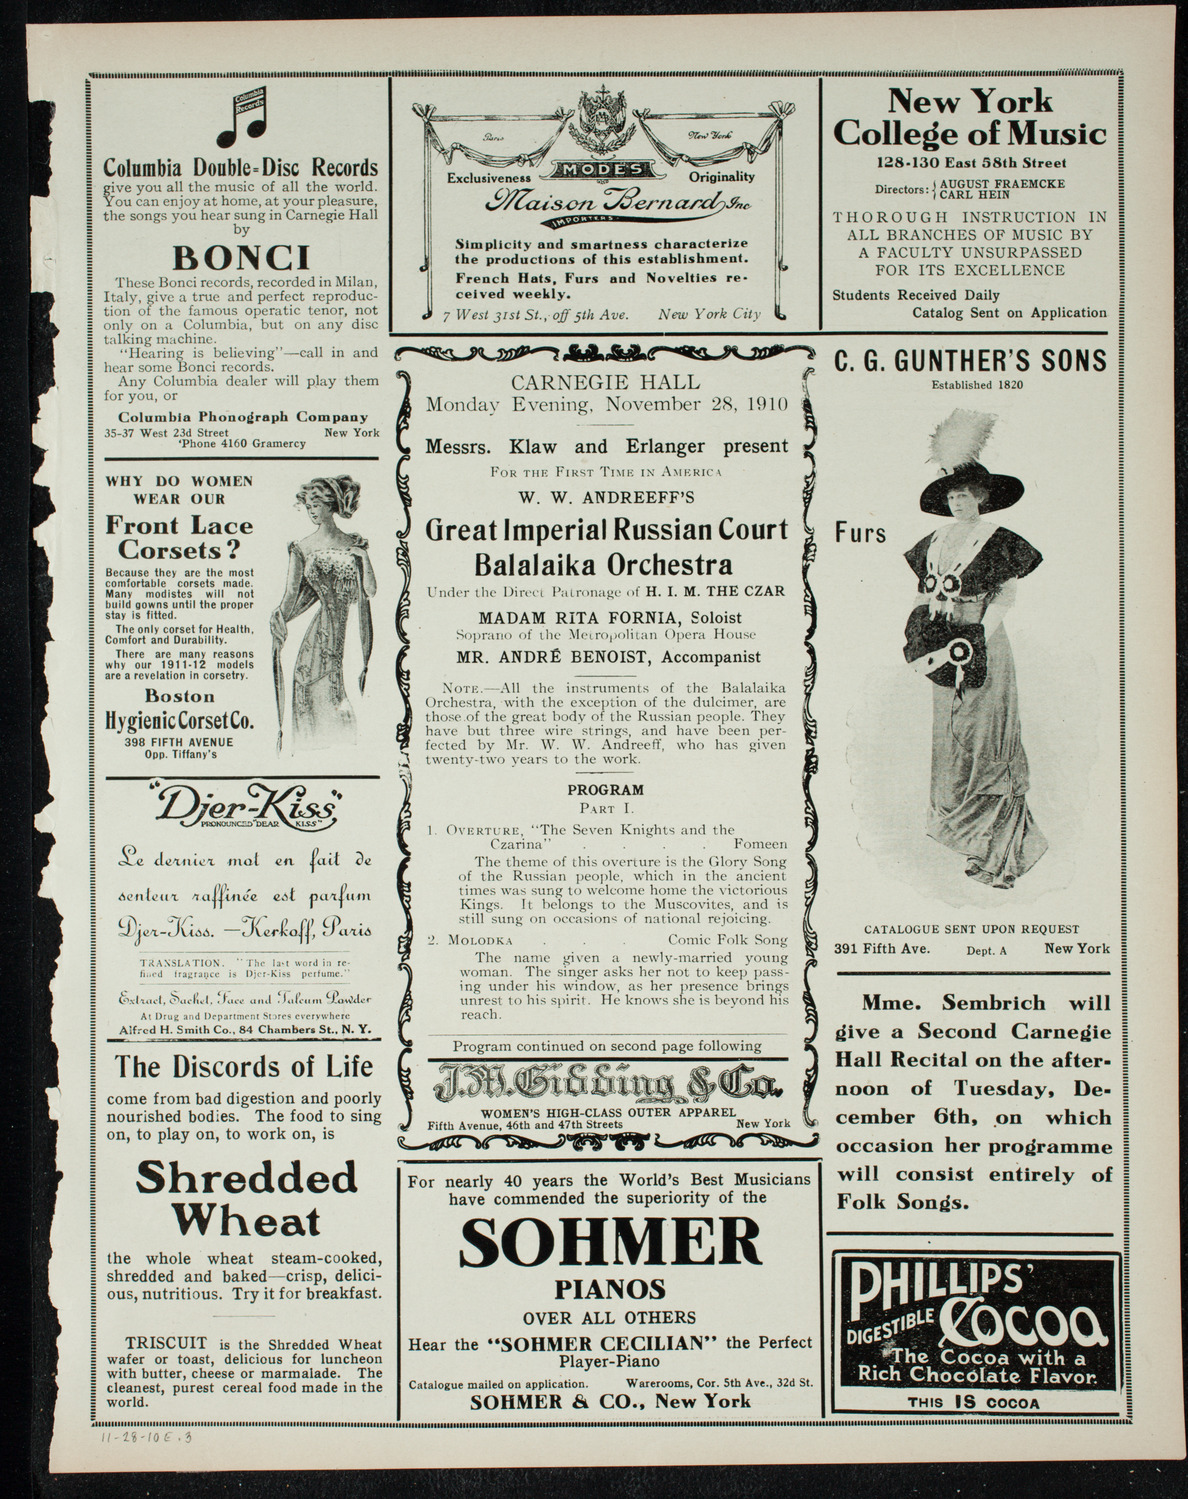 Columbia
Records
Columbia Double=Disc Records
give you all the music of all the world.
You can enjoy at home, at your pleasure,
the songs you hear sung in Carnegie Hall
by
BONCI
These Bonci records, recorded in Milan,
Italy, give a true and perfect reproduc-
tion of the famous operatic tenor, not
only on a Columbia, but on any disc
talking machine.
"Hearing is believing"—call in and
hear some Bonci records.
Any Columbia dealer will play them
for you, or
Columbia Phonograph Company
35-37 West 23d Street New York
'Phone 4160 Gramercy
WHY DO WOMEN
WEAR OUR
Front Lace
Corsets?
Because they are the most
comfortable corsets made.
Many modistes will not
build gowns until the proper
stay is fitted.
The only corset for Health,
Comfort and Durability.
There are many reasons
why our 1911-12 models
are a revelation in corsetry.
Boston
Hygienic Corset Co.
398 FIFTH AVENUE
Opp. Tiffany's
"Djer-Kiss"
PRONOUNCED "DEAR KISS"
Le dernier mot en fait de
senteur raffinée est parfum
Djer-Kiss. —Kerkoff, Paris
TRANSLATION. "The last word in re-
fined fragrance is Djer-Kiss perfume."
Extract, Sachet, Face and Talcum Powder
At Drug and Department Stores everywhere
Alfred H. Smith Co., 84 Chambers St., N. Y.
The Discords of Life
come from bad digestion and poorly
nourished bodies. The food to sing
on, to play on, to work on, is
Shredded
Wheat
the whole wheat steam-cooked,
shredded and baked—crisp, delici-
ous, nutritious. Try it for breakfast.
TRISCUIT is the Shredded Wheat
wafer or toast, delicious for luncheon
with butter, cheese or marmalade. The
cleanest, purest cereal food made in the
world.
Paris New York
MODES
Exclusiveness Originality
Maison Bernard Inc
IMPORTERS
Simplicity and smartness characterize
the productions of this establishment.
French Hats, Furs and Novelties re-
ceived weekly.
7 West 31st St., off 5th Ave. New York City
CARNEGIE HALL
Monday Evening, November 28, 1910
Messrs. Klaw and Erlanger present
FOR THE FIRST TIME IN AMERICA
W. W. ANDREEFF'S
Great Imperial Russian Court
Balalaika Orchestra
Under the Direct Patronage of H. I. M. THE CZAR
MADAM RITA FORNIA, Soloist
Soprano of the Metropolitan Opera House
MR. ANDRÉ BENOIST, Accompanist
NOTE.—All the instruments of the Balalaika
Orchestra, with the exception of the dulcimer, are
those of the great body of the Russian people. They
have but three wire strings, and have been per-
fected by Mr. W. W. Andreeff, who has given
twenty-two years to the work.
PROGRAM
PART I.
1. OVERTURE, "The Seven Knights and the
Czarina" . . . . Fomeen
The theme of this overture is the Glory Song
of the Russian people, which in the ancient
times was sung to welcome home the victorious
Kings. It belongs to the Muscovites, and is
still sung on occasions of national rejoicing.
2. MOLODKA . . . Comic Folk Song
The name given a newly-married young
woman. The singer asks her not to keep pass-
ing under his window, as her presence brings
unrest to his spirit. He knows she is beyond his
reach.
Program continued on second page following
J.M. Gidding & Co.
WOMEN'S HIGH-CLASS OUTER APPAREL
Fifth Avenue, 46th and 47th Streets New York
For nearly 40 years the World's Best Musicians
have commended the superiority of the
SOHMER
PIANOS
OVER ALL OTHERS
Hear the "SOHMER CECILIAN" the Perfect
Player-Piano
Catalogue mailed on application. Warerooms, Cor. 5th Ave., 32d St.
SOHMER & CO., New York
New York
College of Music
128-130 East 58th Street
Directors: { AUGUST FRAEMCKE
CARL HEIN
THOROUGH INSTRUCTION IN
ALL BRANCHES OF MUSIC BY
A FACULTY UNSURPASSED
FOR ITS EXCELLENCE
Students Received Daily
Catalog Sent on Application
C. G. GUNTHER'S SONS
Established 1820
Furs
CATALOGUE SENT UPON REQUEST
391 Fifth Ave. Dept. A New York
Mme. Sembrich will
give a Second Carnegie
Hall Recital on the after-
noon of Tuesday, De-
cember 6th, on which
occasion her programme
will consist entirely of
Folk Songs.
PHILLIPS'
DIGESTIBLE COCOA
The Cocoa with a
Rich Chocolate Flavor.
THIS IS COCOA
11-28-10 E.3